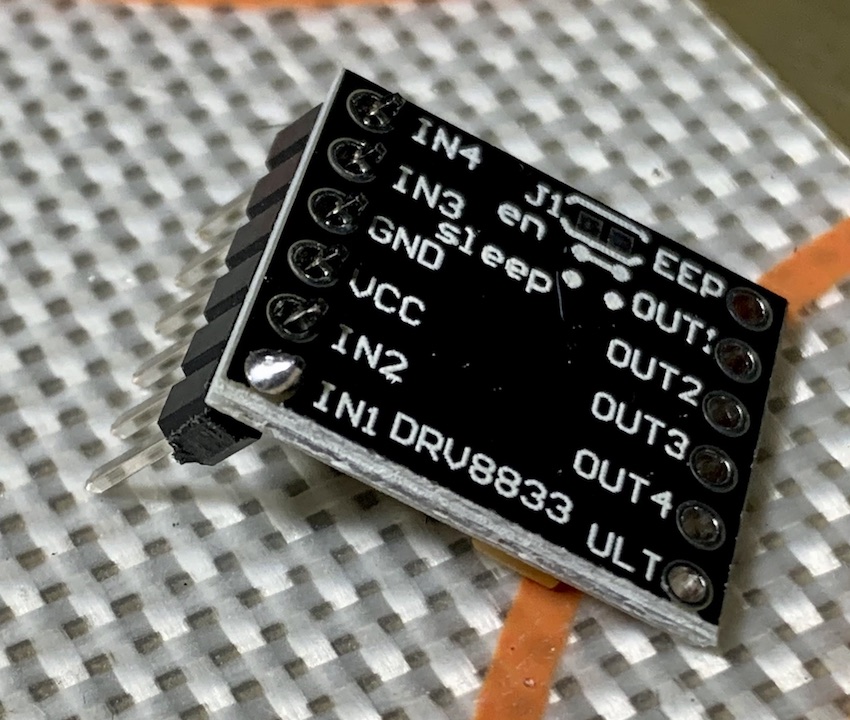 IN4
IN3
GND
VCC
IN2
IN1
J1
en
sleep
EEP
OUT1
OUT2
OUT3
OUT4
ULT
DRV8833